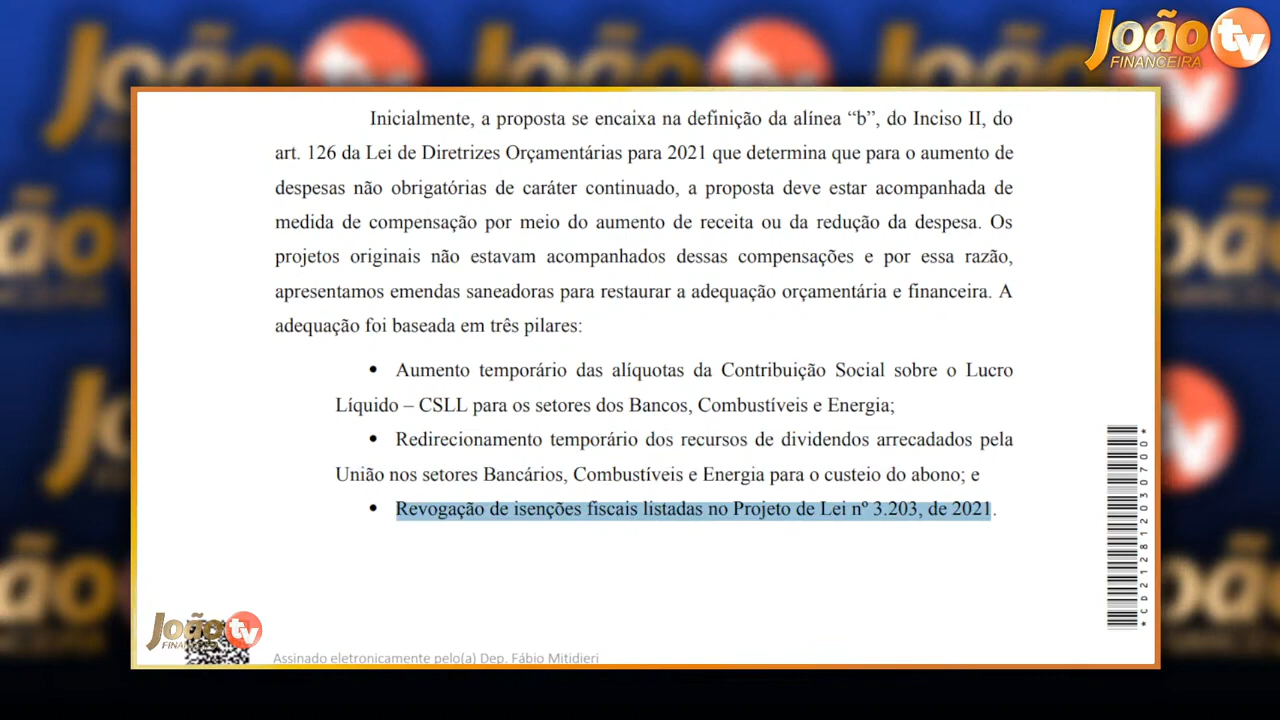 João tv
FINANCEIRA
Inicialmente, a proposta se encaixa na definição da alínea “b”, do Inciso II, do
art. 126 da Lei de Diretrizes Orçamentárias para 2021 que determina que para o aumento de
despesas não obrigatórias de caráter continuado, a proposta deve estar acompanhada de
medida de compensação por meio do aumento de receita ou da redução da despesa. Os
projetos originais não estavam acompanhados dessas compensações e por essa razão,
apresentamos emendas saneadoras para restaurar a adequação orçamentária e financeira. A
adequação foi baseada em três pilares:
• Aumento temporário das alíquotas da Contribuição Social sobre o Lucro
Líquido – CSLL para os setores dos Bancos, Combustíveis e Energia;
• Redirecionamento temporário dos recursos de dividendos arrecadados pela
União nos setores Bancários, Combustíveis e Energia para o custeio do abono; e
• Revogação de isenções fiscais listadas no Projeto de Lei nº 3.203, de 2021.
*CD212812030700*
João tv
FINANCEIRA
Assinado eletronicamente pelo(a) Dep. Fábio Mitidieri